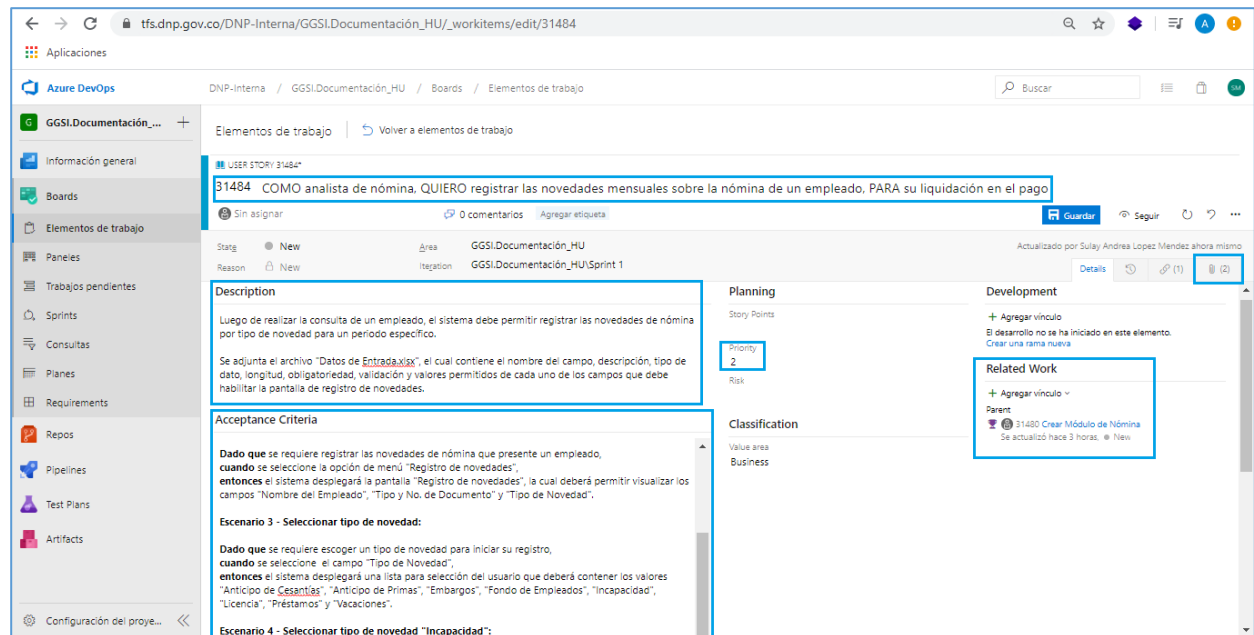 tfs.dnp.gov.co/DNP-Interna/GGSI.Documentación_HU/_workitems/edit/31484
A
Aplicaciones
Azure DevOps
DNP-Interna / GGSI.Documentación_HU / Boards / Elementos de trabajo
Buscar
SM
G GGSI.Documentación_... +
Elementos de trabajo
Volver a elementos de trabajo
Información general
Boards
Elementos de trabajo
Paneles
Trabajos pendientes
Sprints
Consultas
Planes
Requirements
Repos
Pipelines
Test Plans
Artifacts
Configuración del proye...
USER STORY 31484*
31484 COMO analista de nómina, QUIERO registrar las novedades mensuales sobre la nómina de un empleado, PARA su liquidación en el pago
Sin asignar
0 comentarios
Agregar etiqueta
Guardar
Seguir
State New
Area GGSI.Documentación_HU
Actualizado por Sulay Andrea Lopez Mendez ahora mismo
Reason New
Iteration GGSI.Documentación_HU\Sprint 1
Details
(1)
(2)
Description
Luego de realizar la consulta de un empleado, el sistema debe permitir registrar las novedades de nómina
por tipo de novedad para un periodo específico.
Se adjunta el archivo "Datos de Entrada.xlsx", el cual contiene el nombre del campo, descripción, tipo de
dato, longitud, obligatoriedad, validación y valores permitidos de cada uno de los campos que debe
habilitar la pantalla de registro de novedades.
Acceptance Criteria
Dado que se requiere registrar las novedades de nómina que presente un empleado,
cuando se seleccione la opción de menú "Registro de novedades",
entonces el sistema desplegará la pantalla "Registro de novedades", la cual deberá permitir visualizar los
campos "Nombre del Empleado", "Tipo y No. de Documento" y "Tipo de Novedad".
Escenario 3 - Seleccionar tipo de novedad:
Dado que se requiere escoger un tipo de novedad para iniciar su registro,
cuando se seleccione el campo "Tipo de Novedad",
entonces el sistema desplegará una lista para selección del usuario que deberá contener los valores
"Anticipo de Cesantías", "Anticipo de Primas", "Embargos", "Fondo de Empleados", "Incapacidad",
"Licencia", "Préstamos" y "Vacaciones".
Escenario 4 - Seleccionar tipo de novedad "Incapacidad":
Planning
Story Points
Priority
2
Risk
Classification
Value area
Business
Development
+ Agregar vínculo
El desarrollo no se ha iniciado en este elemento.
Crear una rama nueva
Related Work
+ Agregar vínculo
Parent
31480 Crear Módulo de Nómina
Se actualizó hace 3 horas, New